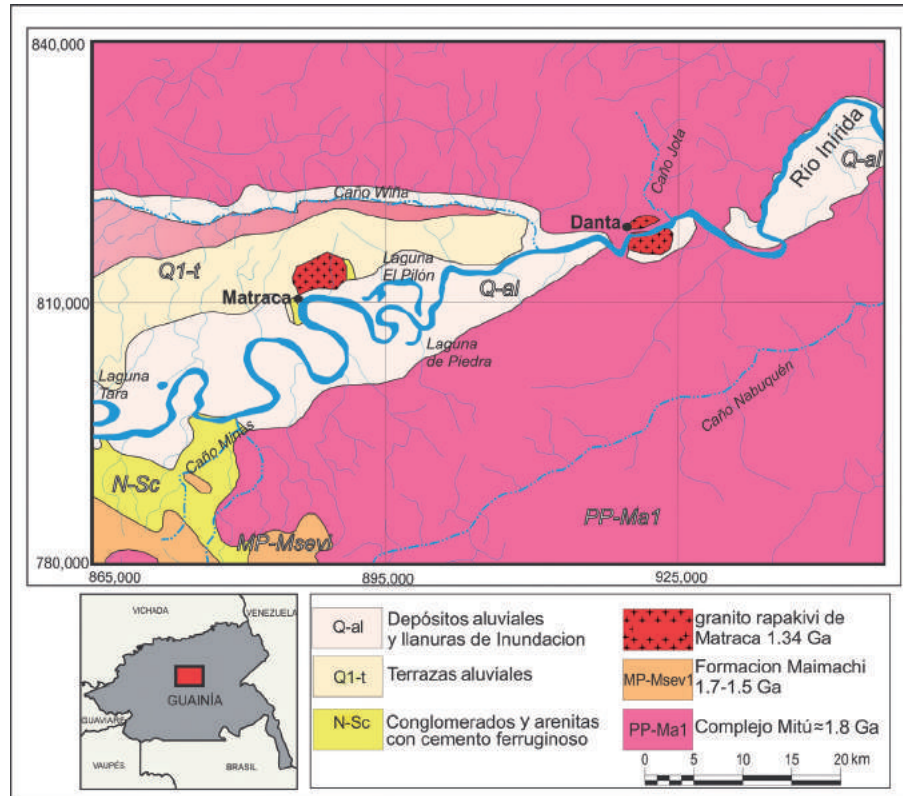 840,000
Río Inírida
Q-al
Caño Jota
Caño Wiña
Danta
Q1-t
Laguna
El Pilón
Q-al
Matraca
810,000
Laguna
de Piedra
Laguna
Tara
Caño Nabuquén
Caño Minas
N-Sc
PP-Ma1
MP-Msevi
780,000
865,000
895,000
925,000
VICHADA
VENEZUELA
GUAINÍA
GUAVIARE
VAUPÉS
BRASIL
Q-al
Depósitos aluviales
y llanuras de Inundacion
Q1-t
Terrazas aluviales
N-Sc
Conglomerados y arenitas
con cemento ferruginoso
granito rapakivi de
Matraca 1.34 Ga
MP-Msev1
Formacion Maimachi
1.7-1.5 Ga
PP-Ma1
Complejo Mitú≈1.8 Ga
0 5 10 15 20 km